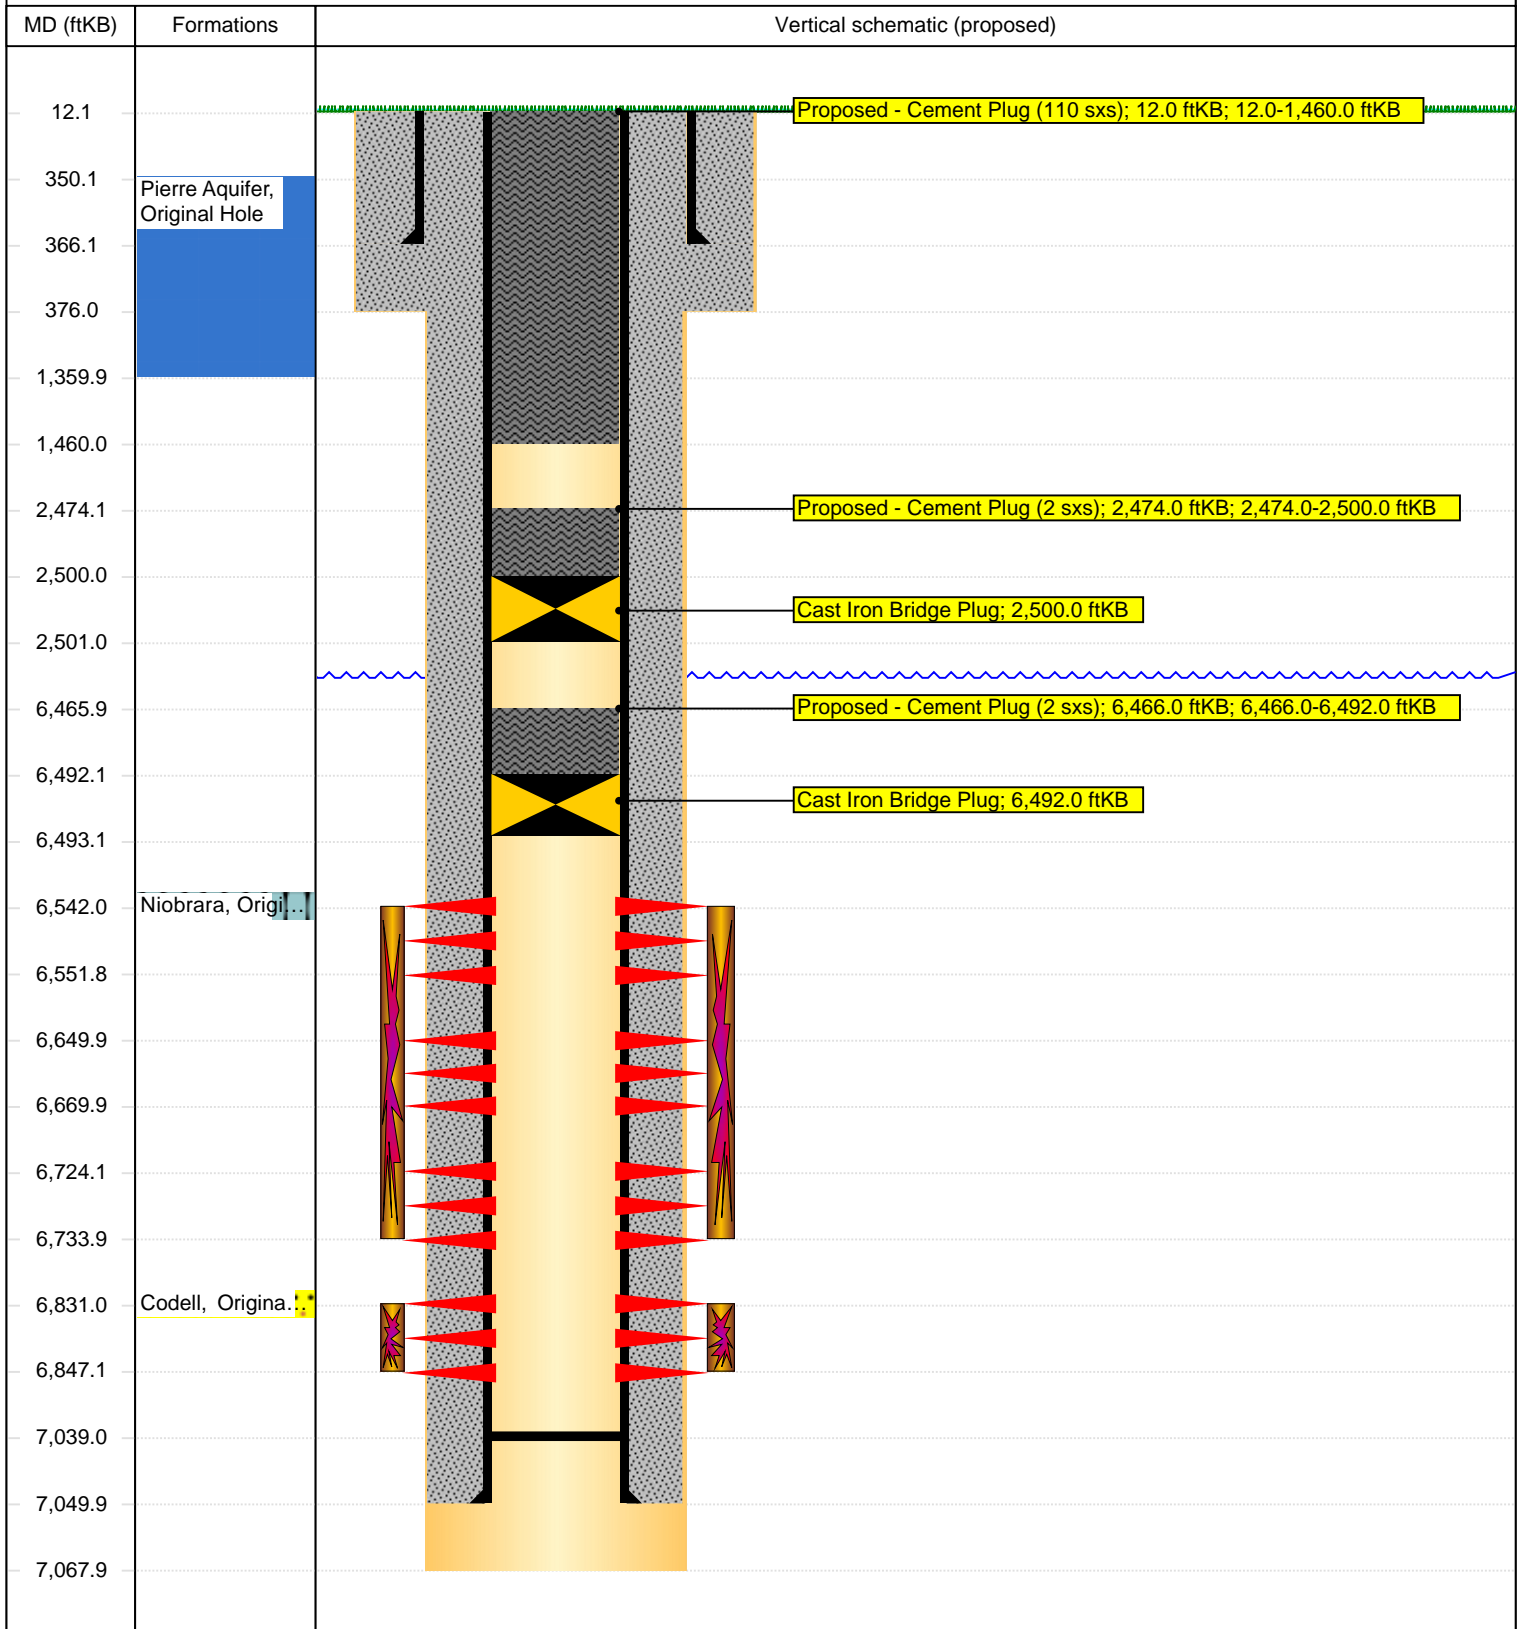 MD (ftKB)
Formations
Vertical schematic (proposed)
12.1
Proposed - Cement Plug (110 sxs); 12.0 ftKB; 12.0-1,460.0 ftKB
350.1
Pierre Aquifer,
Original Hole
366.1
376.0
1,359.9
1,460.0
2,474.1
Proposed - Cement Plug (2 sxs); 2,474.0 ftKB; 2,474.0-2,500.0 ftKB
2,500.0
Cast Iron Bridge Plug; 2,500.0 ftKB
2,501.0
6,465.9
Proposed - Cement Plug (2 sxs); 6,466.0 ftKB; 6,466.0-6,492.0 ftKB
6,492.1
Cast Iron Bridge Plug; 6,492.0 ftKB
6,493.1
6,542.0
Niobrara, Origi...
6,551.8
6,649.9
6,669.9
6,724.1
6,733.9
6,831.0
Codell, Origina...
6,847.1
7,039.0
7,049.9
7,067.9